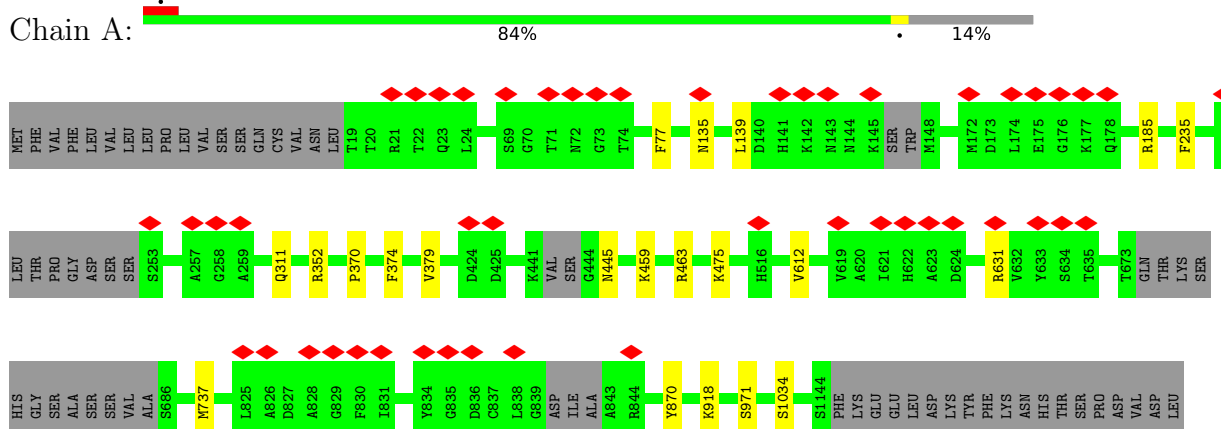 Chain A:
84%
14%
MET PHE VAL PHE LEU VAL LEU LEU PRO LEU VAL SER SER GLN CYS VAL ASN LEU T19 T20 R21 T22 Q23 L24 S69 G70 T71 N72 G73 T74 F77 N135 L139 D140 H141 K142 N143 N144 K145 SER TRP M148 M172 D173 L174 E175 G176 K177 Q178 R185 F235
LEU THR PRO GLY ASP SER SER S253 A257 G258 A259 Q311 R352 P370 F374 V379 D424 D425 K441 VAL SER G444 N445 K459 R463 K475 H516 V612 V619 A620 I621 H622 A623 D624 R631 V632 Y633 S634 T635 T673 GLN THR LYS SER
HIS GLY SER ALA SER SER VAL ALA S686 M737 L825 A826 D827 A828 G829 F830 I831 Y834 G835 D836 C837 L838 G839 ASP ILE ALA A843 R844 Y870 K918 S971 S1034 S1144 PHE LYS GLU GLU LEU ASP LYS TYR PHE LYS ASN HIS THR SER PRO ASP VAL ASP LEU